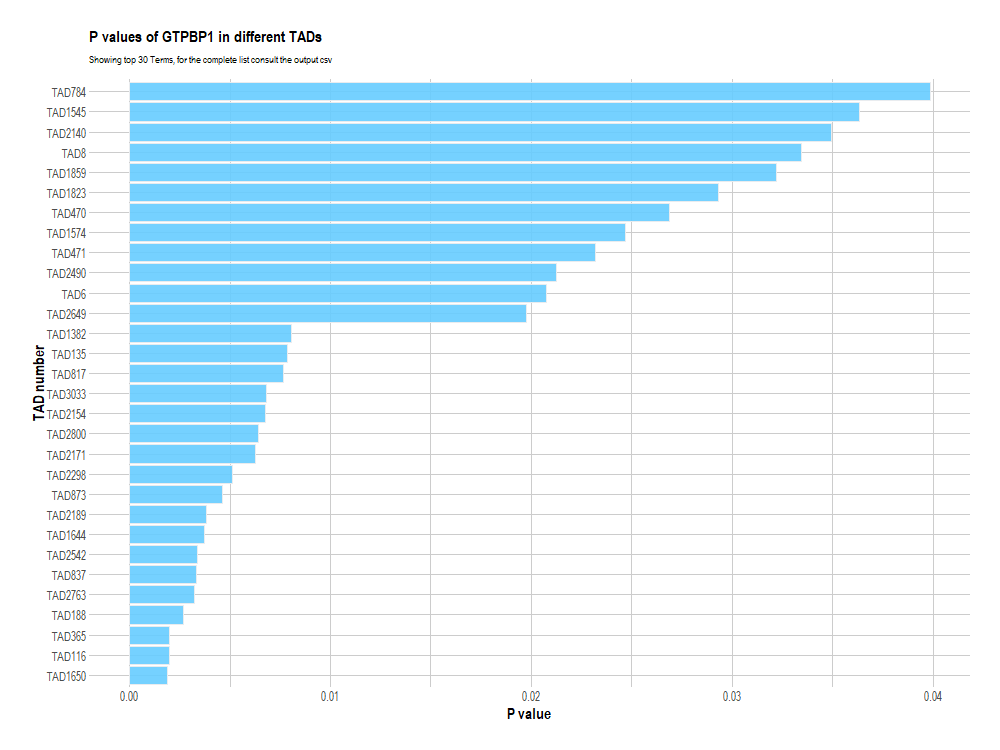 P values of GTPBP1 in different TADs
Showing top 30 Terms, for the complete list consult the output csv
TAD784
TAD1545
TAD2140
TAD8
TAD1859
TAD1823
TAD470
TAD1574
TAD471
TAD2490
TAD6
TAD2649
TAD1382
TAD135
TAD817
TAD3033
TAD2154
TAD2800
TAD2171
TAD2298
TAD873
TAD2189
TAD1644
TAD2542
TAD837
TAD2763
TAD188
TAD365
TAD116
TAD1650
TAD number
0.00 0.01 0.02 0.03 0.04
P value